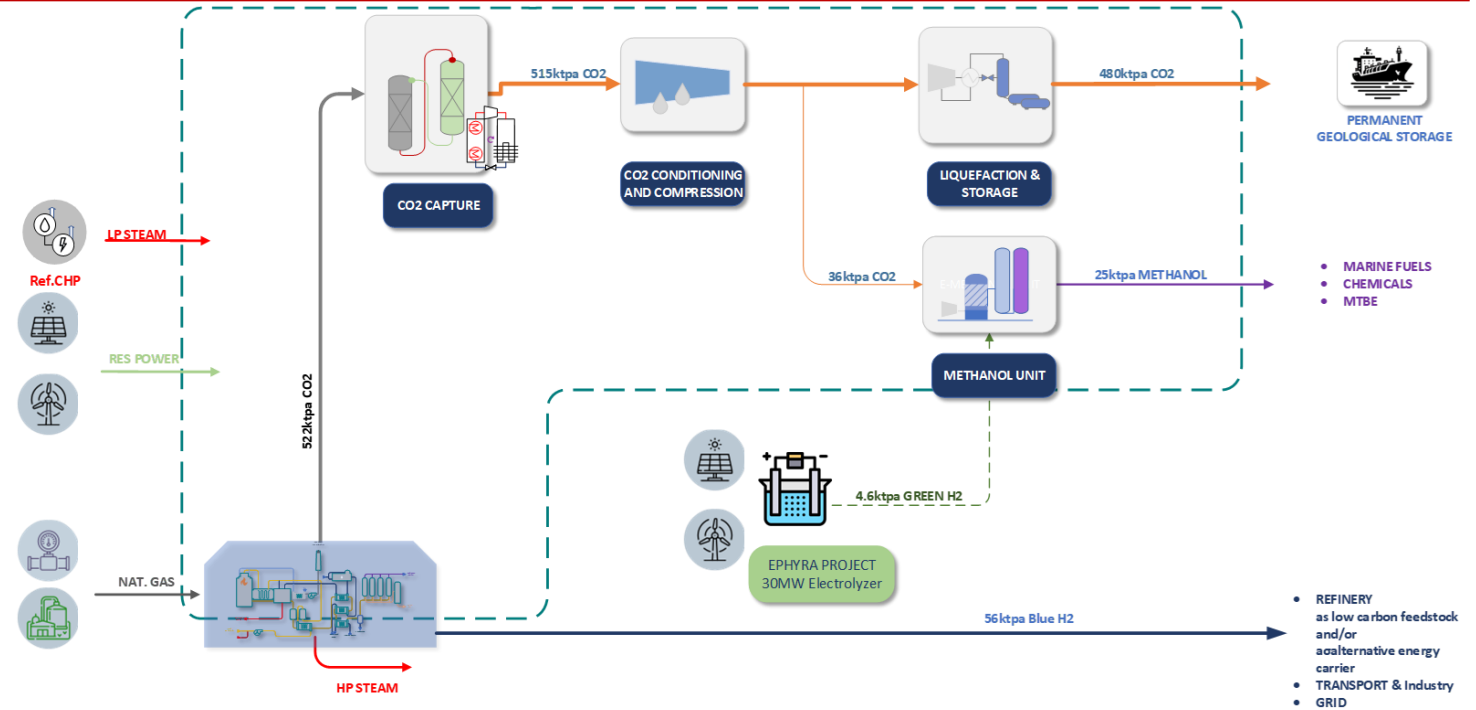 515ktpa CO2
480ktpa CO2
PERMANENT
GEOLOGICAL STORAGE
CO2 CAPTURE
CO2 CONDITIONING
AND COMPRESSION
LIQUEFACTION &
STORAGE
LP STEAM
Ref.CHP
36ktpa CO2
25ktpa METHANOL
• MARINE FUELS
• CHEMICALS
• MTBE
RES POWER
METHANOL UNIT
522ktpa CO2
+ −
4.6ktpa GREEN H2
EPHYRA PROJECT
30MW Electrolyzer
NAT. GAS
56ktpa Blue H2
HP STEAM
• REFINERY
as low carbon feedstock
and/or
aαalternative energy
carrier
• TRANSPORT & Industry
• GRID